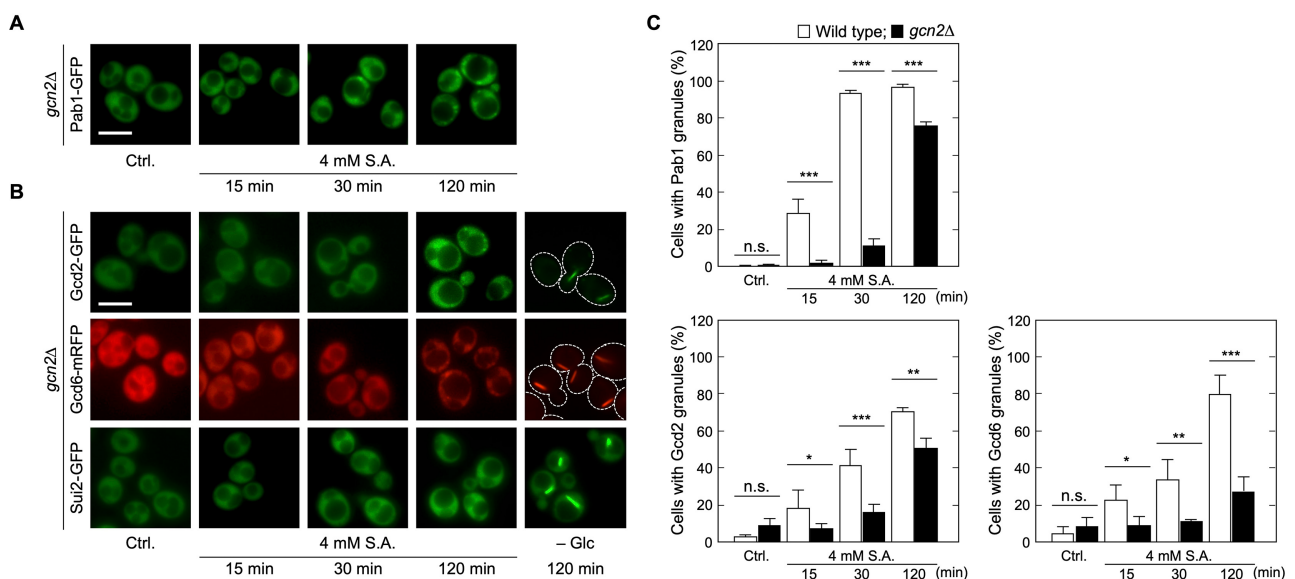 A
gcn2Δ
Pab1-GFP
Ctrl.
4 mM S.A.
15 min
30 min
120 min
B
gcn2Δ
Gcd2-GFP
Gcd6-mRFP
Sui2-GFP
Ctrl.
4 mM S.A.
– Glc
15 min
30 min
120 min
120 min
C
Wild type; gcn2Δ
Cells with Pab1 granules (%)
120
100
80
60
40
20
0
n.s.
***
***
***
Ctrl.
4 mM S.A.
15
30
120
(min)
Cells with Gcd2 granules (%)
120
100
80
60
40
20
0
n.s.
*
***
**
Ctrl.
4 mM S.A.
15
30
120
(min)
Cells with Gcd6 granules (%)
120
100
80
60
40
20
0
n.s.
*
**
***
Ctrl.
4 mM S.A.
15
30
120
(min)